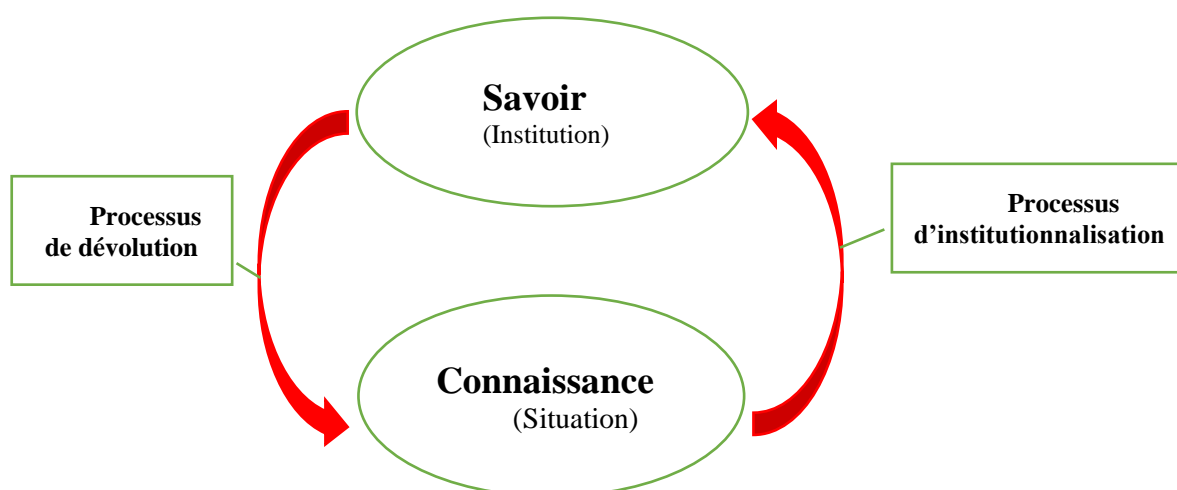 Savoir
(Institution)
Processus
de dévolution
Processus
d’institutionnalisation
Connaissance
(Situation)